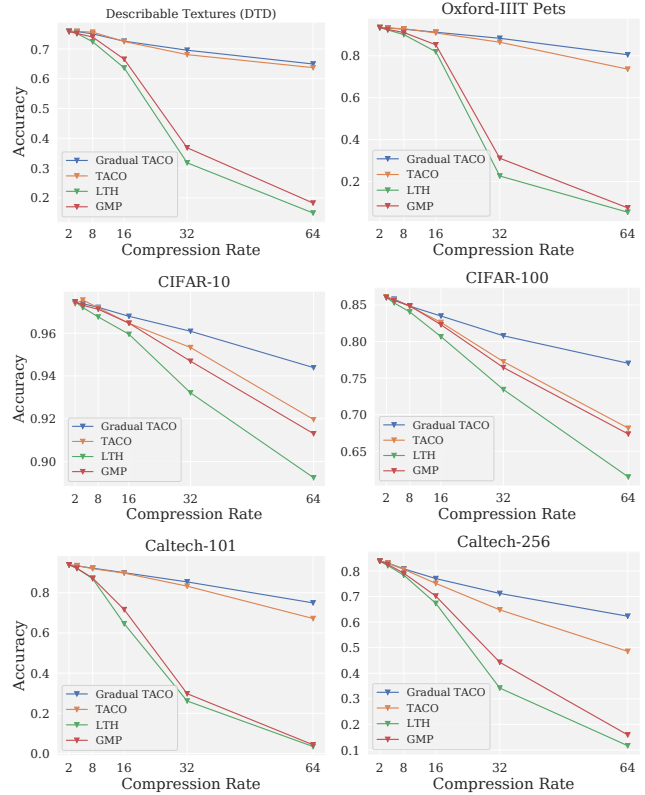 Describable Textures (DTD)
Accuracy
0.7
0.6
0.5
0.4
0.3
0.2
Gradual TACO
TACO
LTH
GMP
2 8 16 32 64
Compression Rate
Oxford-IIIT Pets
0.8
0.6
0.4
0.2
Gradual TACO
TACO
LTH
GMP
2 8 16 32 64
Compression Rate
CIFAR-10
Accuracy
0.96
0.94
0.92
0.90
Gradual TACO
TACO
LTH
GMP
2 8 16 32 64
Compression Rate
CIFAR-100
0.85
0.80
0.75
0.70
0.65
Gradual TACO
TACO
LTH
GMP
2 8 16 32 64
Compression Rate
Caltech-101
Accuracy
0.8
0.6
0.4
0.2
0.0
Gradual TACO
TACO
LTH
GMP
2 8 16 32 64
Compression Rate
Caltech-256
0.8
0.7
0.6
0.5
0.4
0.3
0.2
0.1
Gradual TACO
TACO
LTH
GMP
2 8 16 32 64
Compression Rate